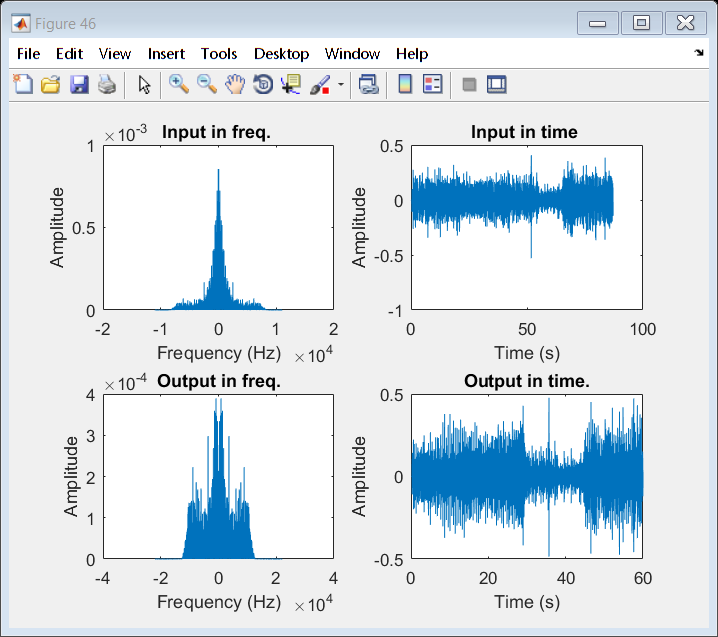 Figure 46
File Edit View Insert Tools Desktop Window Help
×10-3 Input in freq.
1
0.5
0
Amplitude
-2 -1 0 1 2
Frequency (Hz) ×104
Input in time
0.5
0
-0.5
-1
Amplitude
0 50 100
Time (s)
×10-4 Output in freq.
4
3
2
1
0
Amplitude
-4 -2 0 2 4
Frequency (Hz) ×104
Output in time.
0.5
0
-0.5
Amplitude
0 20 40 60
Time (s)